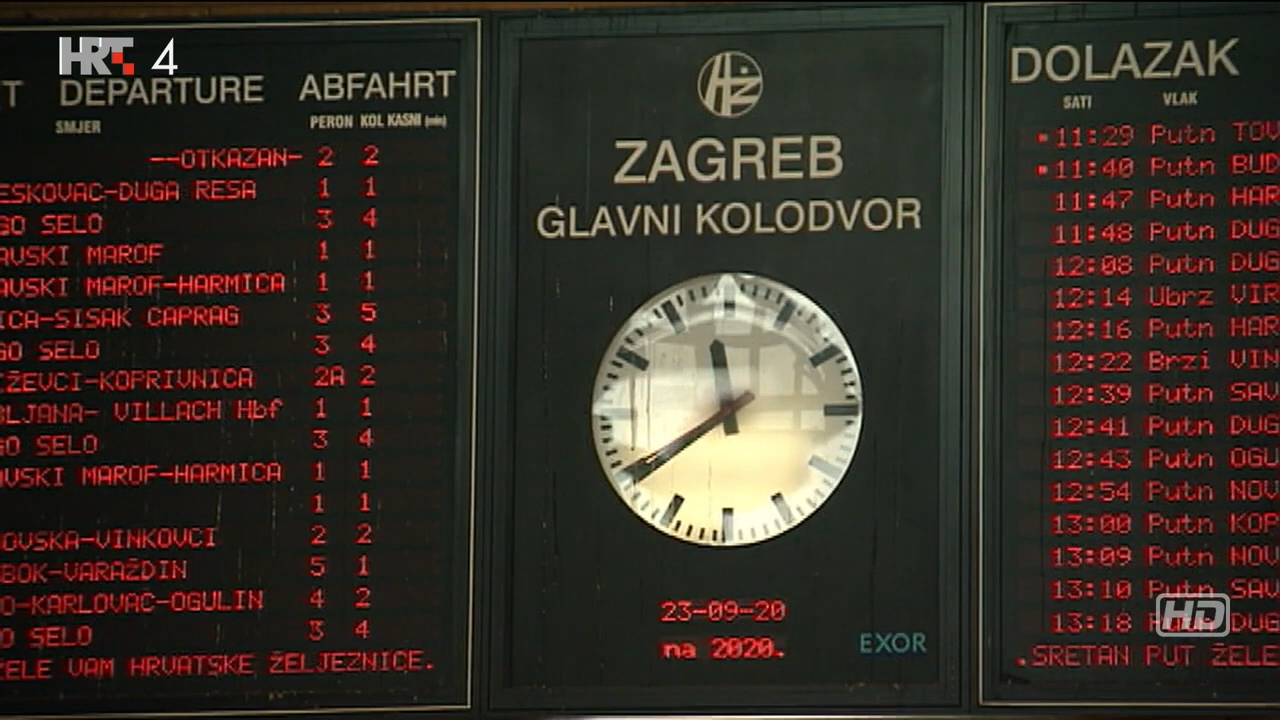 HRT 4
T DEPARTURE ABFAHRT
SMJER PERON KOL KASNI (min)
--OTKAZAN- 2 2
ESKOVAC-DUGA RESA 1 1
GO SELO 3 4
AVSKI MAROF 1 1
AVSKI MAROF-HARMICA 1 1
ICA-SISAK CAPRAG 3 5
GO SELO 3 4
ŽEVCI-KOPRIVNICA 2A 2
BLJANA- VILLACH Hbf 1 1
GO SELO 3 4
AVSKI MAROF-HARMICA 1 1
1 1
OVSKA-VINKOVCI 2 2
BOK-VARAŽDIN 5 1
O-KARLOVAC-OGULIN 4 2
O SELO 3 4
ŽELE VAM HRVATSKE ŽELJEZNICE.
HŽ
ZAGREB
GLAVNI KOLODVOR
23-09-20
na 2020.
EXOR
DOLAZAK
SATI VLAK
11:29 Putn TOV
11:40 Putn BUD
11:47 Putn HAR
11:48 Putn DUG
12:08 Putn DUG
12:14 Ubrz VIR
12:16 Putn HAR
12:22 Brzi VIN
12:39 Putn SAV
12:41 Putn DUG
12:43 Putn OGU
12:54 Putn NOV
13:00 Putn KOP
13:09 Putn NOV
13:10 Putn SAV
13:18 Putn DUG
.SRETAN PUT ŽELE
HD